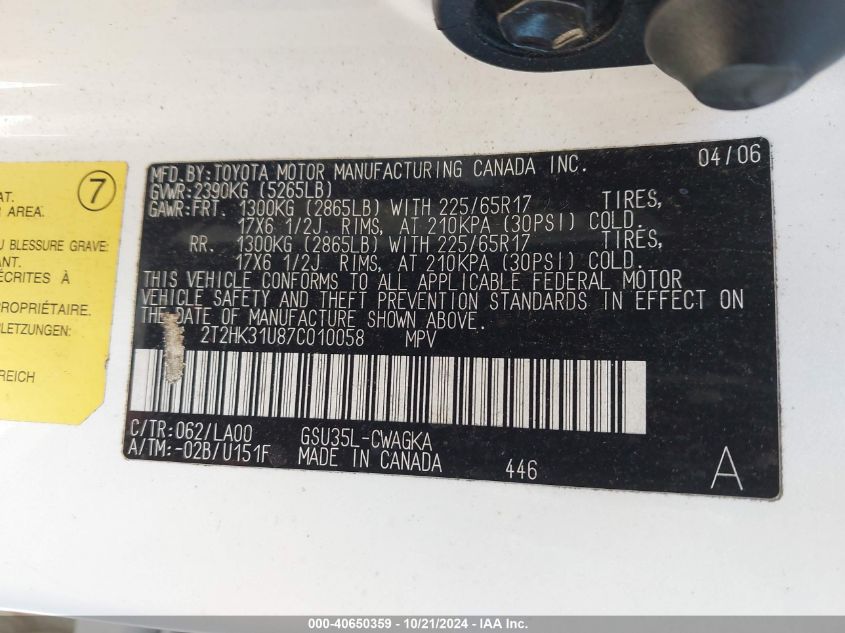 MFD. BY: TOYOTA MOTOR MANUFACTURING CANADA INC. 04/06
GVWR: 2390KG (5265LB)
GAWR: FRT. 1300KG (2865LB) WITH 225/65R17 TIRES,
17X6 1/2J. RIMS, AT 210KPA (30PSI) COLD.
RR. 1300KG (2865LB) WITH 225/65R17 TIRES,
17X6 1/2J. RIMS, AT 210KPA (30PSI) COLD.
THIS VEHICLE CONFORMS TO ALL APPLICABLE FEDERAL MOTOR
VEHICLE SAFETY AND THEFT PREVENTION STANDARDS IN EFFECT ON
THE DATE OF MANUFACTURE SHOWN ABOVE.
2T2HK31U87C010058 MPV
C/TR: 062/LA00 GSU35L-CWAGKA
A/TM: -02B/U151F MADE IN CANADA 446 A
7
AT.
AREA.
BLESSURE GRAVE:
ANT.
ÉCRITES À
PROPRIÉTAIRE.
LETZUNGEN:
REICH
000-40650359 - 10/21/2024 - IAA Inc.